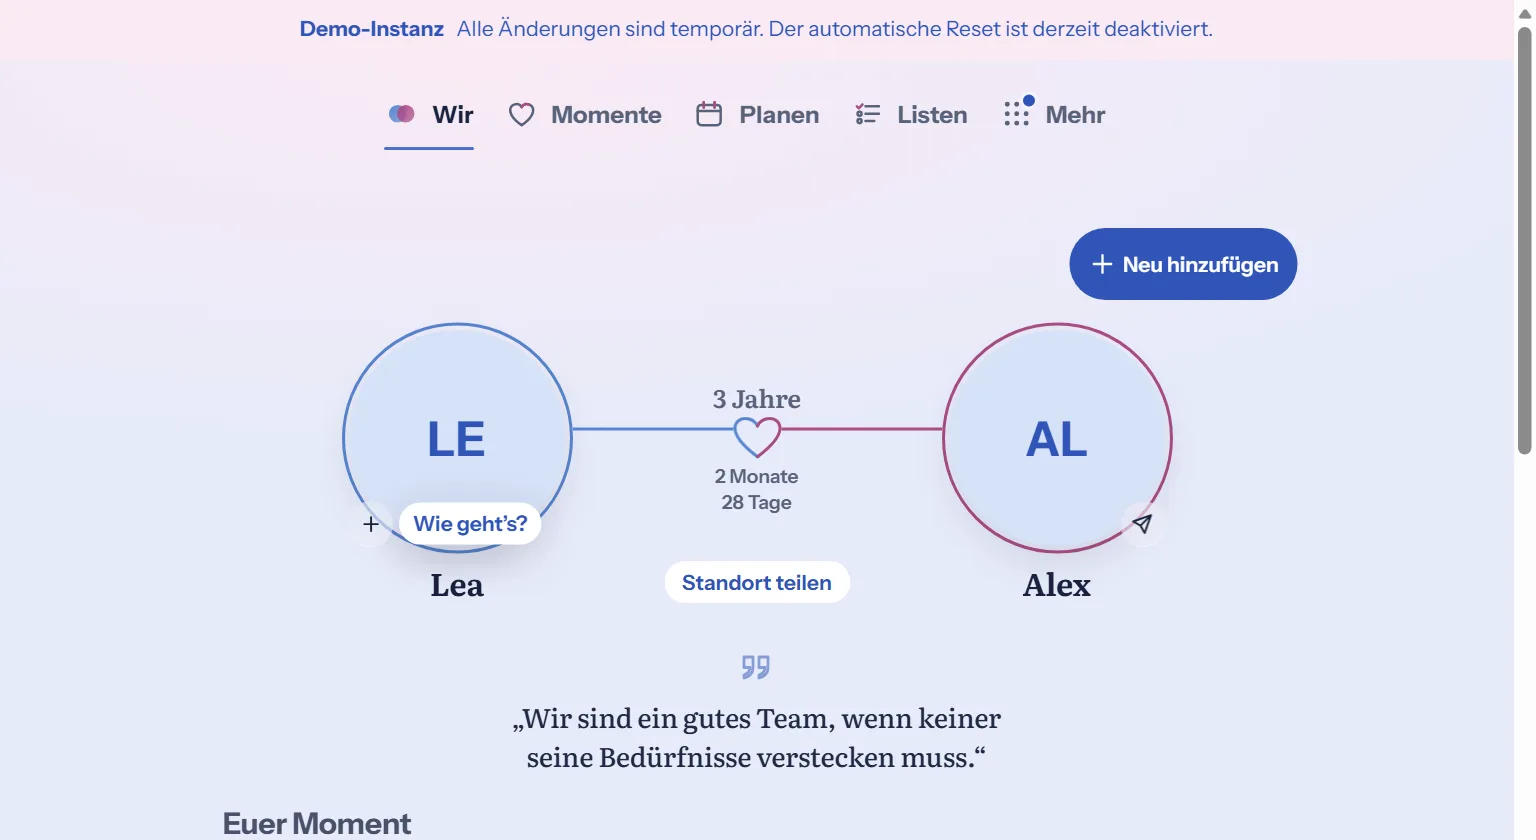 Demo-Instanz Alle Änderungen sind temporär. Der automatische Reset ist derzeit deaktiviert.
Wir Momente Planen Listen Mehr
Neu hinzufügen
LE
3 Jahre
2 Monate
28 Tage
AL
Wie geht’s?
Lea
Standort teilen
Alex
„Wir sind ein gutes Team, wenn keiner
seine Bedürfnisse verstecken muss.“
Euer Moment